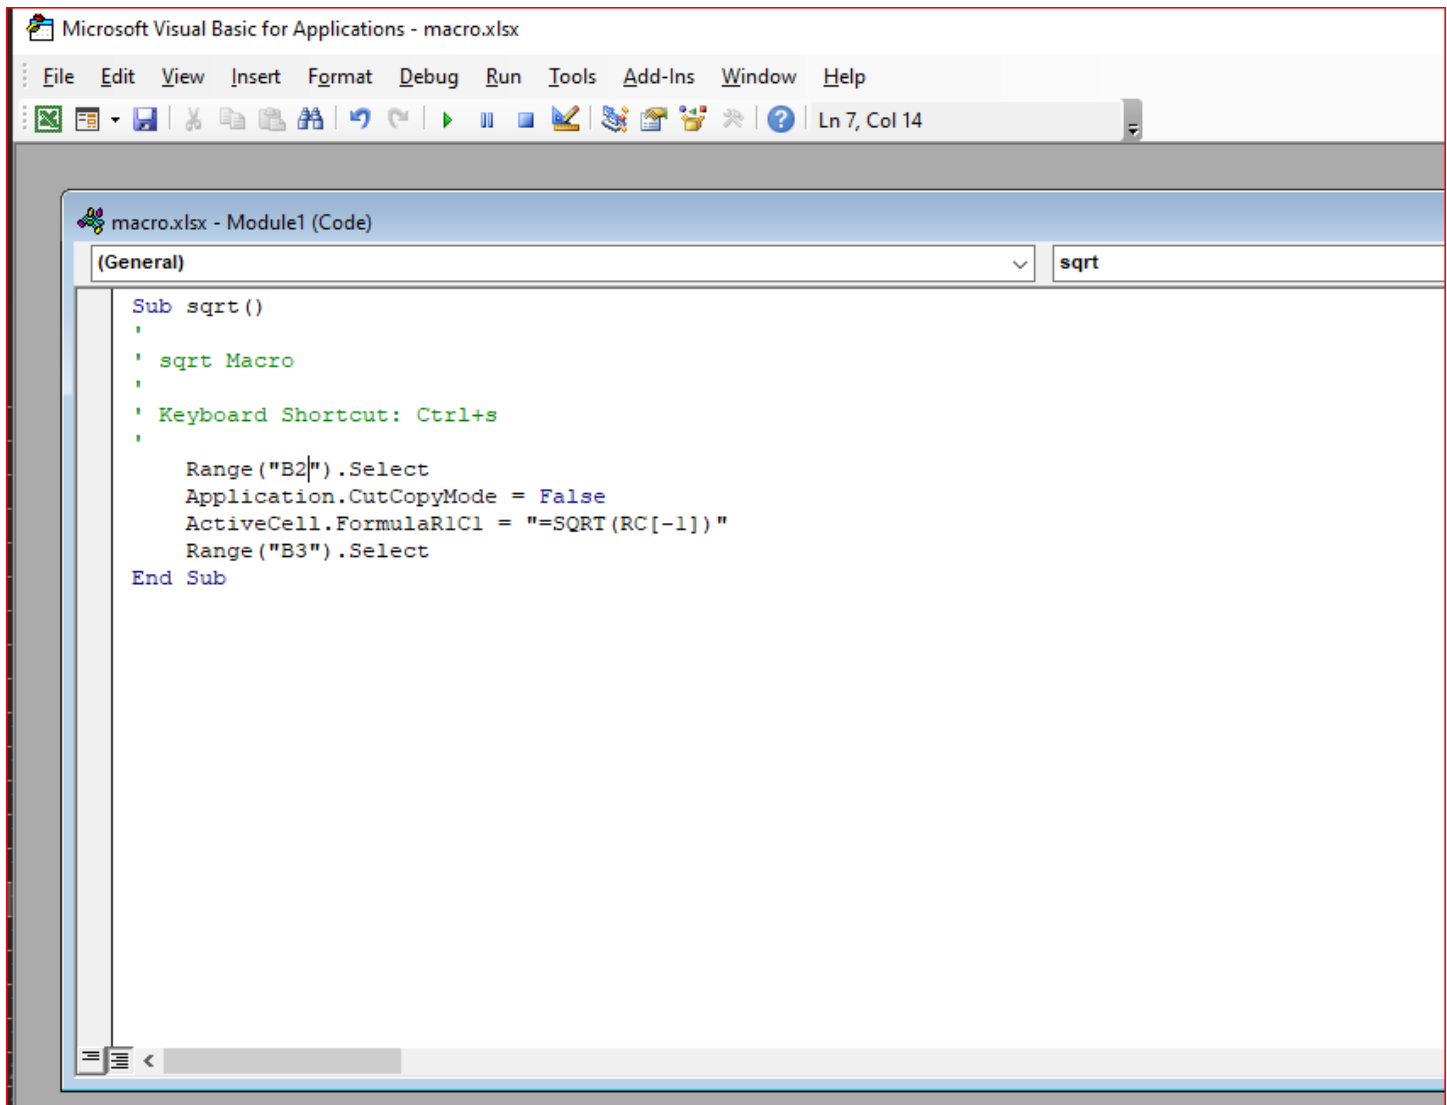 Microsoft Visual Basic for Applications - macro.xlsx
File Edit View Insert Format Debug Run Tools Add-Ins Window Help
Ln 7, Col 14
macro.xlsx - Module1 (Code)
(General) sqrt
Sub sqrt()
'
' sqrt Macro
'
' Keyboard Shortcut: Ctrl+s
'
    Range("B2").Select
    Application.CutCopyMode = False
    ActiveCell.FormulaR1C1 = "=SQRT(RC[-1])"
    Range("B3").Select
End Sub